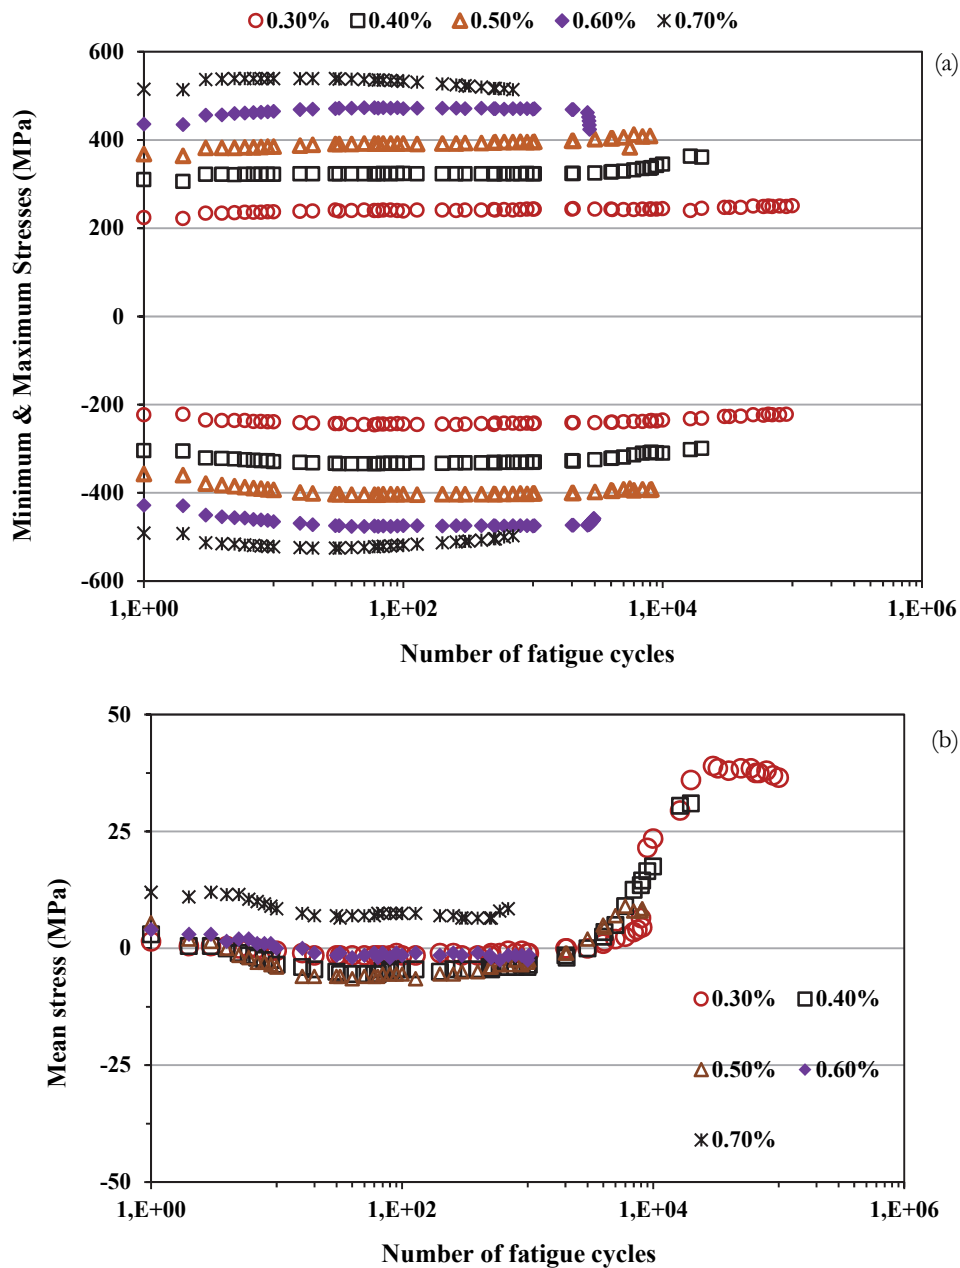 0.30% 0.40% 0.50% 0.60% 0.70%
(a)
600
400
200
0
-200
-400
-600
Minimum & Maximum Stresses (MPa)
1,E+00 1,E+02 1,E+04 1,E+06
Number of fatigue cycles
(b)
50
25
0
-25
-50
Mean stress (MPa)
0.30% 0.40%
0.50% 0.60%
0.70%
1,E+00 1,E+02 1,E+04 1,E+06
Number of fatigue cycles